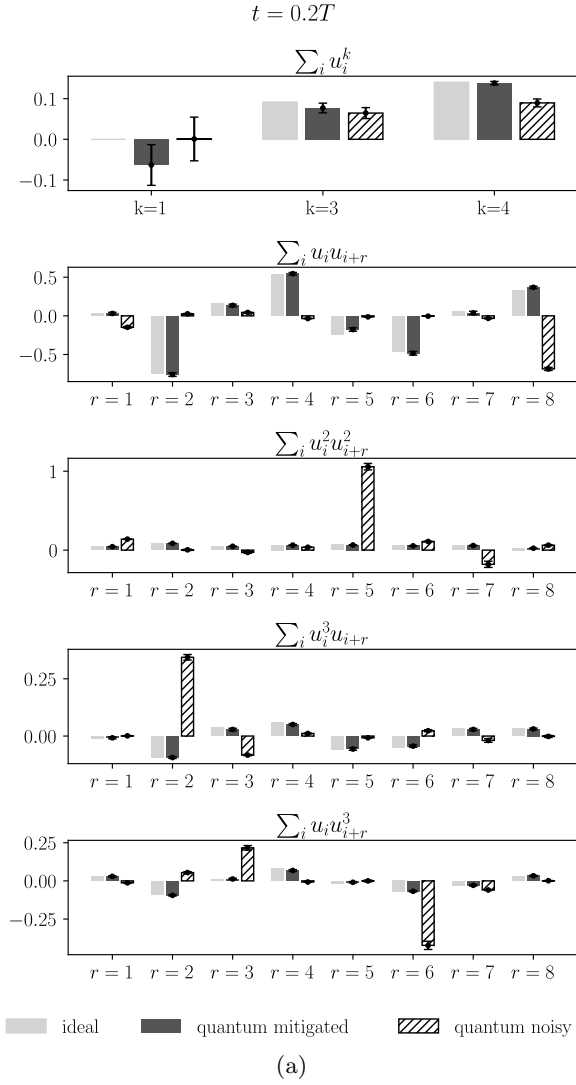 t = 0.2T
∑ᵢ uᵢᵏ
0.1
0.0
−0.1
k=1 k=3 k=4
∑ᵢ uᵢuᵢ₊ᵣ
0.5
0.0
−0.5
r = 1 r = 2 r = 3 r = 4 r = 5 r = 6 r = 7 r = 8
∑ᵢ uᵢ²uᵢ₊ᵣ²
1
0
r = 1 r = 2 r = 3 r = 4 r = 5 r = 6 r = 7 r = 8
∑ᵢ uᵢ³uᵢ₊ᵣ
0.25
0.00
r = 1 r = 2 r = 3 r = 4 r = 5 r = 6 r = 7 r = 8
∑ᵢ uᵢuᵢ₊ᵣ³
0.25
0.00
−0.25
r = 1 r = 2 r = 3 r = 4 r = 5 r = 6 r = 7 r = 8
ideal quantum mitigated quantum noisy
(a)